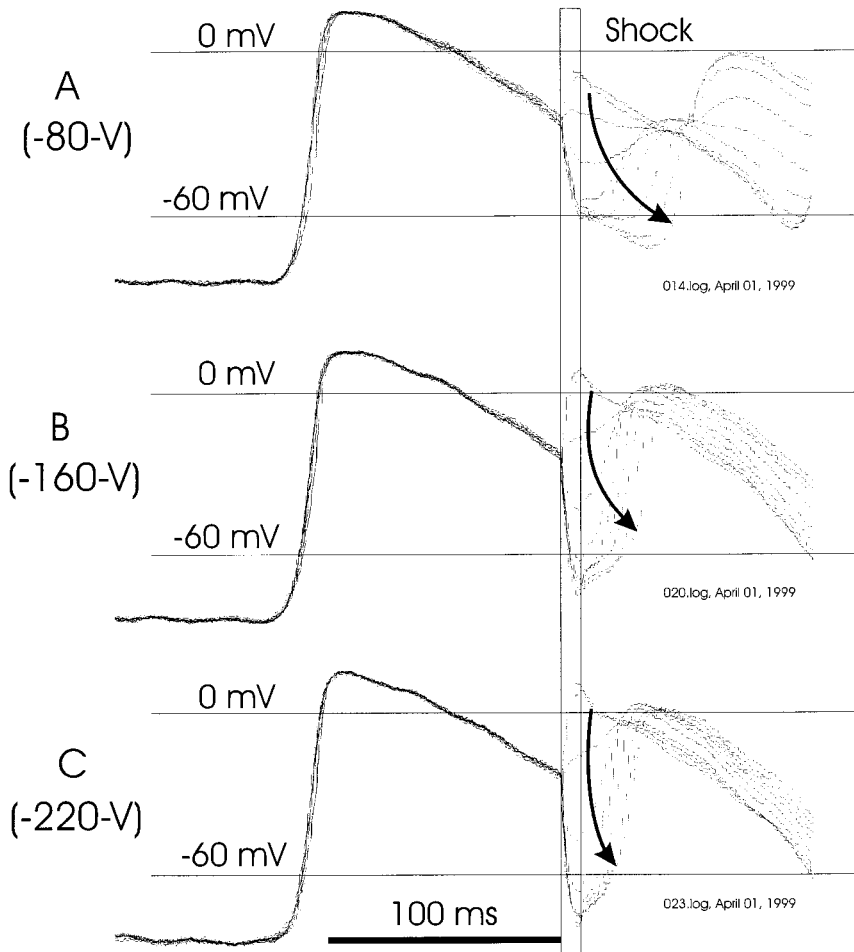 0 mV
Shock
A
(-80-V)
-60 mV
014.log, April 01, 1999
0 mV
B
(-160-V)
-60 mV
020.log, April 01, 1999
0 mV
C
(-220-V)
-60 mV
023.log, April 01, 1999
100 ms